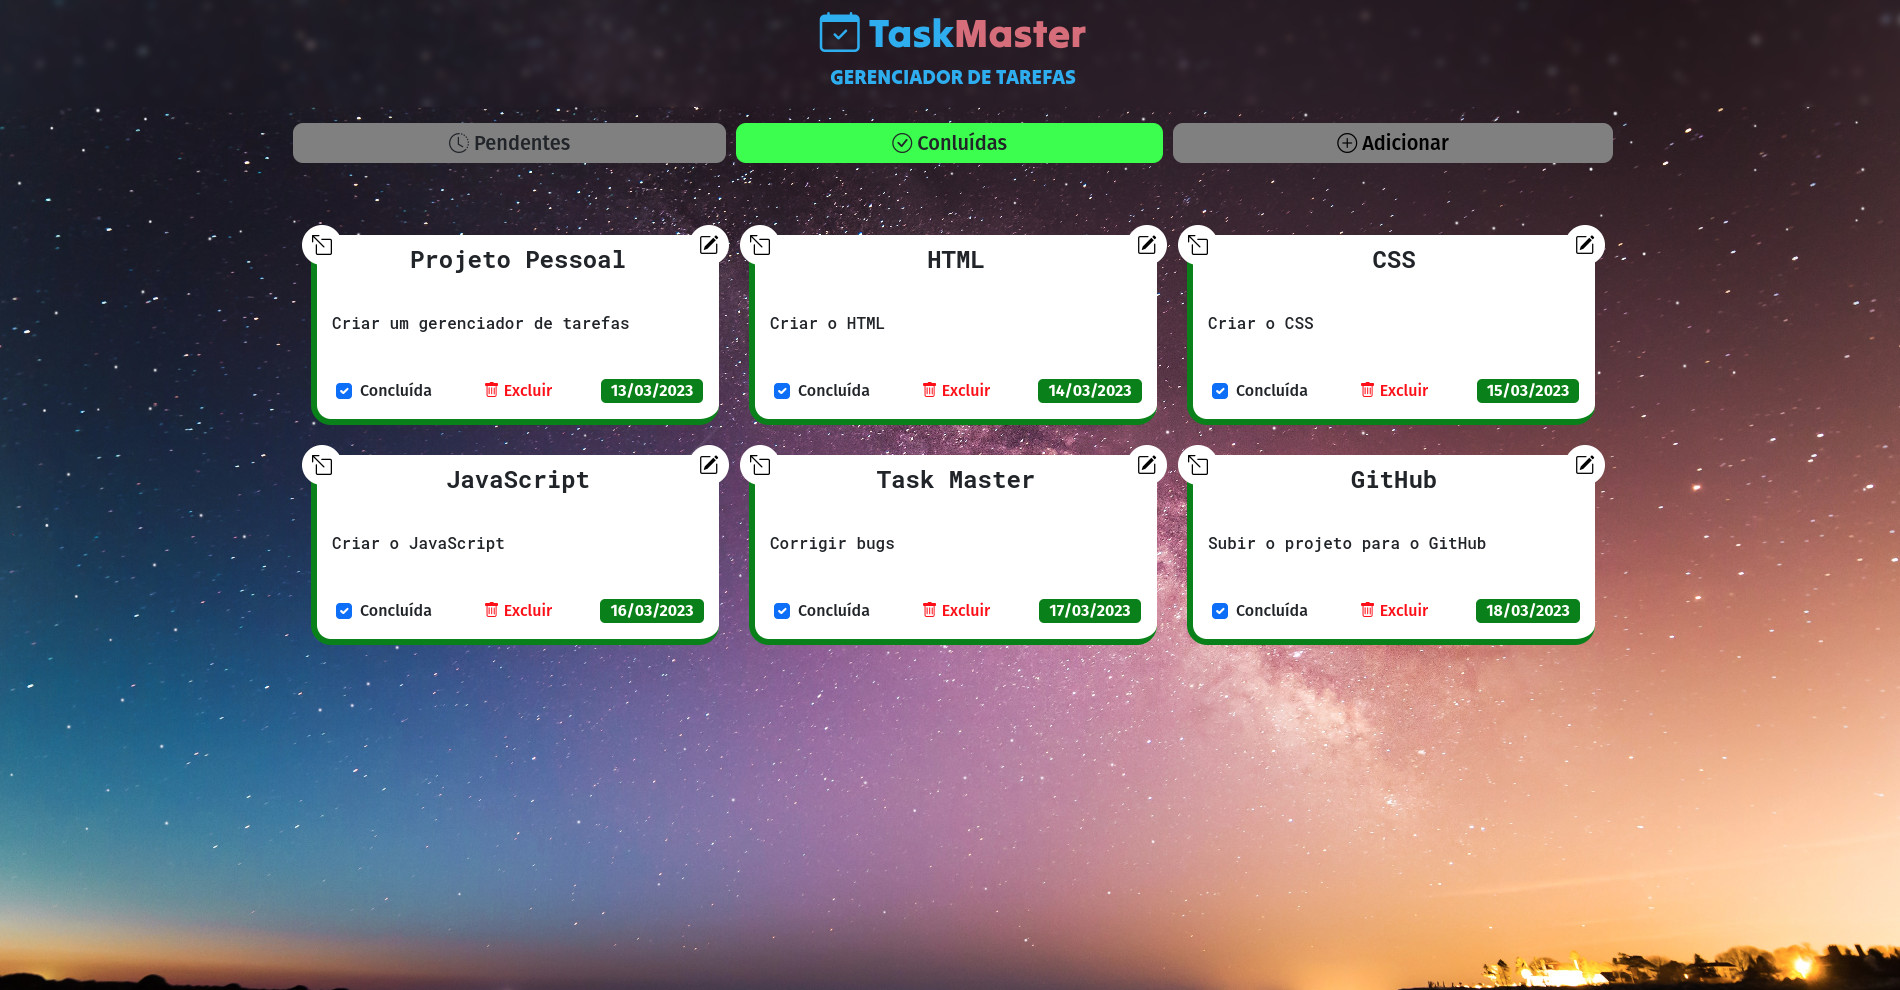 TaskMaster
GERENCIADOR DE TAREFAS
Pendentes
Conluídas
Adicionar
Projeto Pessoal
Criar um gerenciador de tarefas
Concluída Excluir 13/03/2023
HTML
Criar o HTML
Concluída Excluir 14/03/2023
CSS
Criar o CSS
Concluída Excluir 15/03/2023
JavaScript
Criar o JavaScript
Concluída Excluir 16/03/2023
Task Master
Corrigir bugs
Concluída Excluir 17/03/2023
GitHub
Subir o projeto para o GitHub
Concluída Excluir 18/03/2023